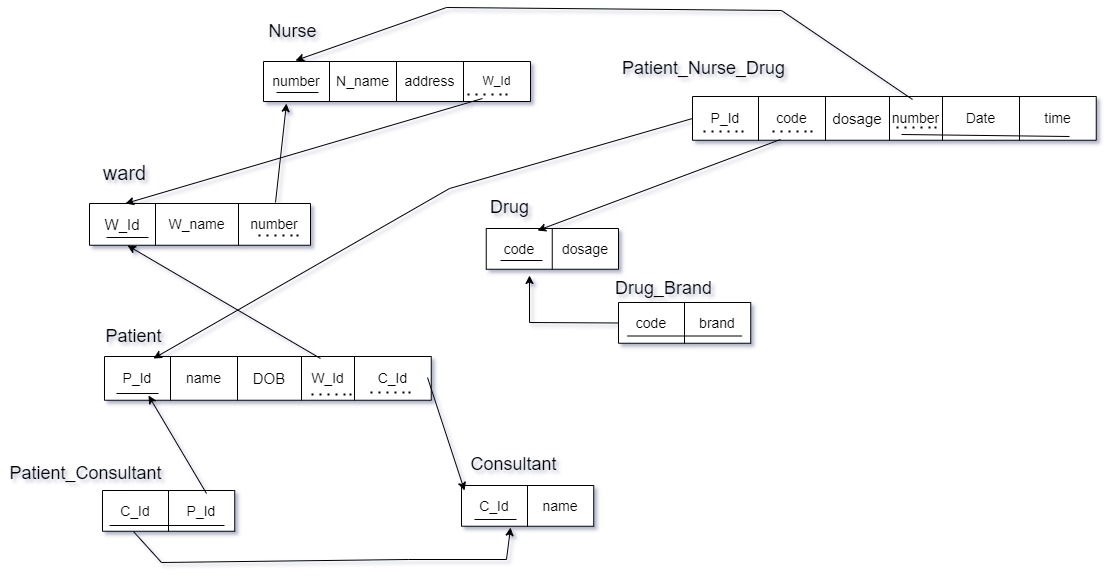 Nurse
number N_name address W_Id
Patient_Nurse_Drug
P_Id code dosage number Date time
ward
W_Id W_name number
Drug
code dosage
Drug_Brand
code brand
Patient
P_Id name DOB W_Id C_Id
Patient_Consultant
C_Id P_Id
Consultant
C_Id name